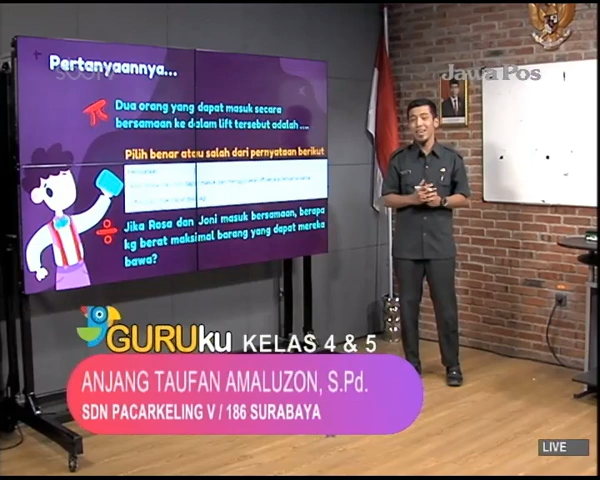 Pertanyaannya...
Jawa Pos
Dua orang yang dapat masuk secara
bersamaan ke dalam lift tersebut adalah ....
Pilih benar atau salah dari pernyataan berikut
Jika Rosa dan Joni masuk bersamaan, berapa
kg berat maksimal barang yang dapat mereka
bawa?
GURUku KELAS 4 & 5
ANJANG TAUFAN AMALUZON, S.Pd.
SDN PACARKELING V / 186 SURABAYA
LIVE